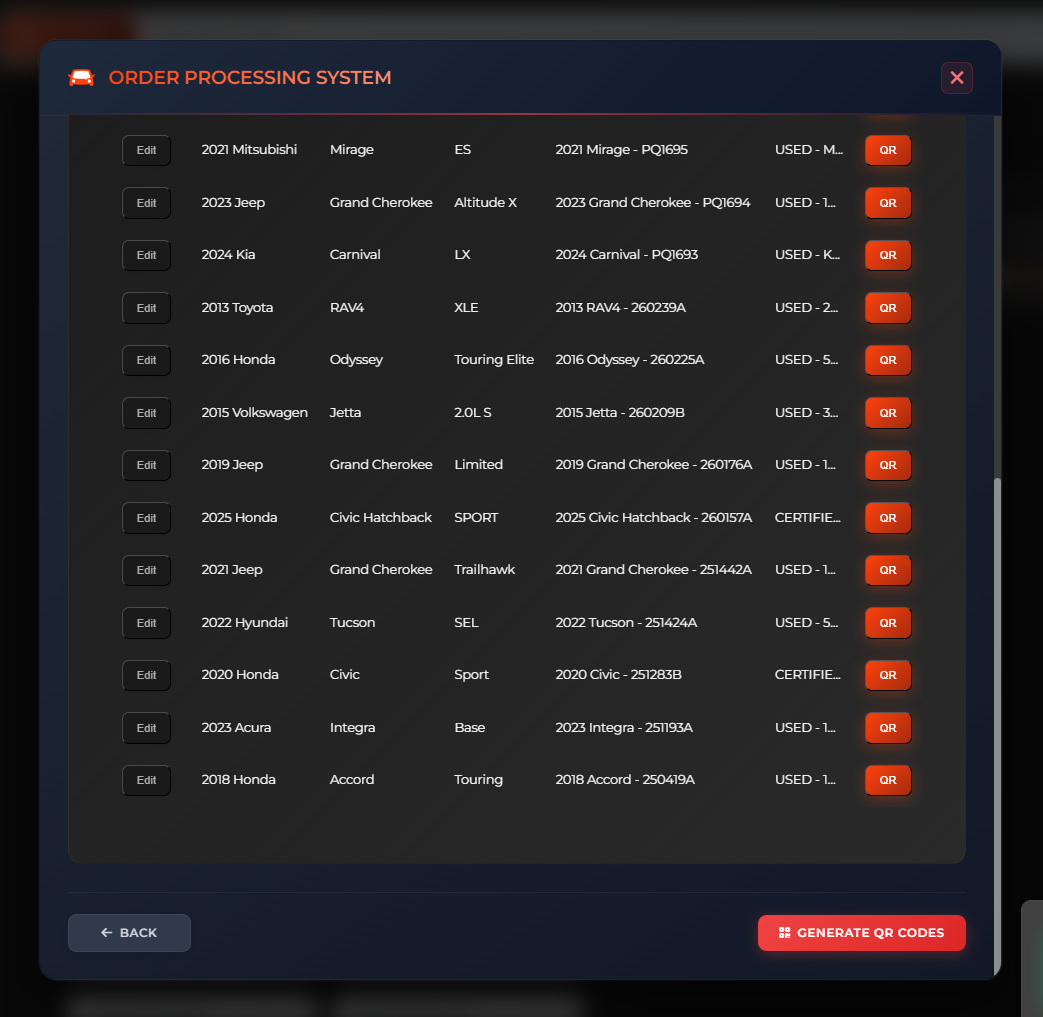 ORDER PROCESSING SYSTEM
Edit 2021 Mitsubishi Mirage ES 2021 Mirage - PQ1695 USED - M... QR
Edit 2023 Jeep Grand Cherokee Altitude X 2023 Grand Cherokee - PQ1694 USED - 1... QR
Edit 2024 Kia Carnival LX 2024 Carnival - PQ1693 USED - K... QR
Edit 2013 Toyota RAV4 XLE 2013 RAV4 - 260239A USED - 2... QR
Edit 2016 Honda Odyssey Touring Elite 2016 Odyssey - 260225A USED - 5... QR
Edit 2015 Volkswagen Jetta 2.0L S 2015 Jetta - 260209B USED - 3... QR
Edit 2019 Jeep Grand Cherokee Limited 2019 Grand Cherokee - 260176A USED - 1... QR
Edit 2025 Honda Civic Hatchback SPORT 2025 Civic Hatchback - 260157A CERTIFIE... QR
Edit 2021 Jeep Grand Cherokee Trailhawk 2021 Grand Cherokee - 251442A USED - 1... QR
Edit 2022 Hyundai Tucson SEL 2022 Tucson - 251424A USED - 5... QR
Edit 2020 Honda Civic Sport 2020 Civic - 251283B CERTIFIE... QR
Edit 2023 Acura Integra Base 2023 Integra - 251193A USED - 1... QR
Edit 2018 Honda Accord Touring 2018 Accord - 250419A USED - 1... QR
BACK GENERATE QR CODES